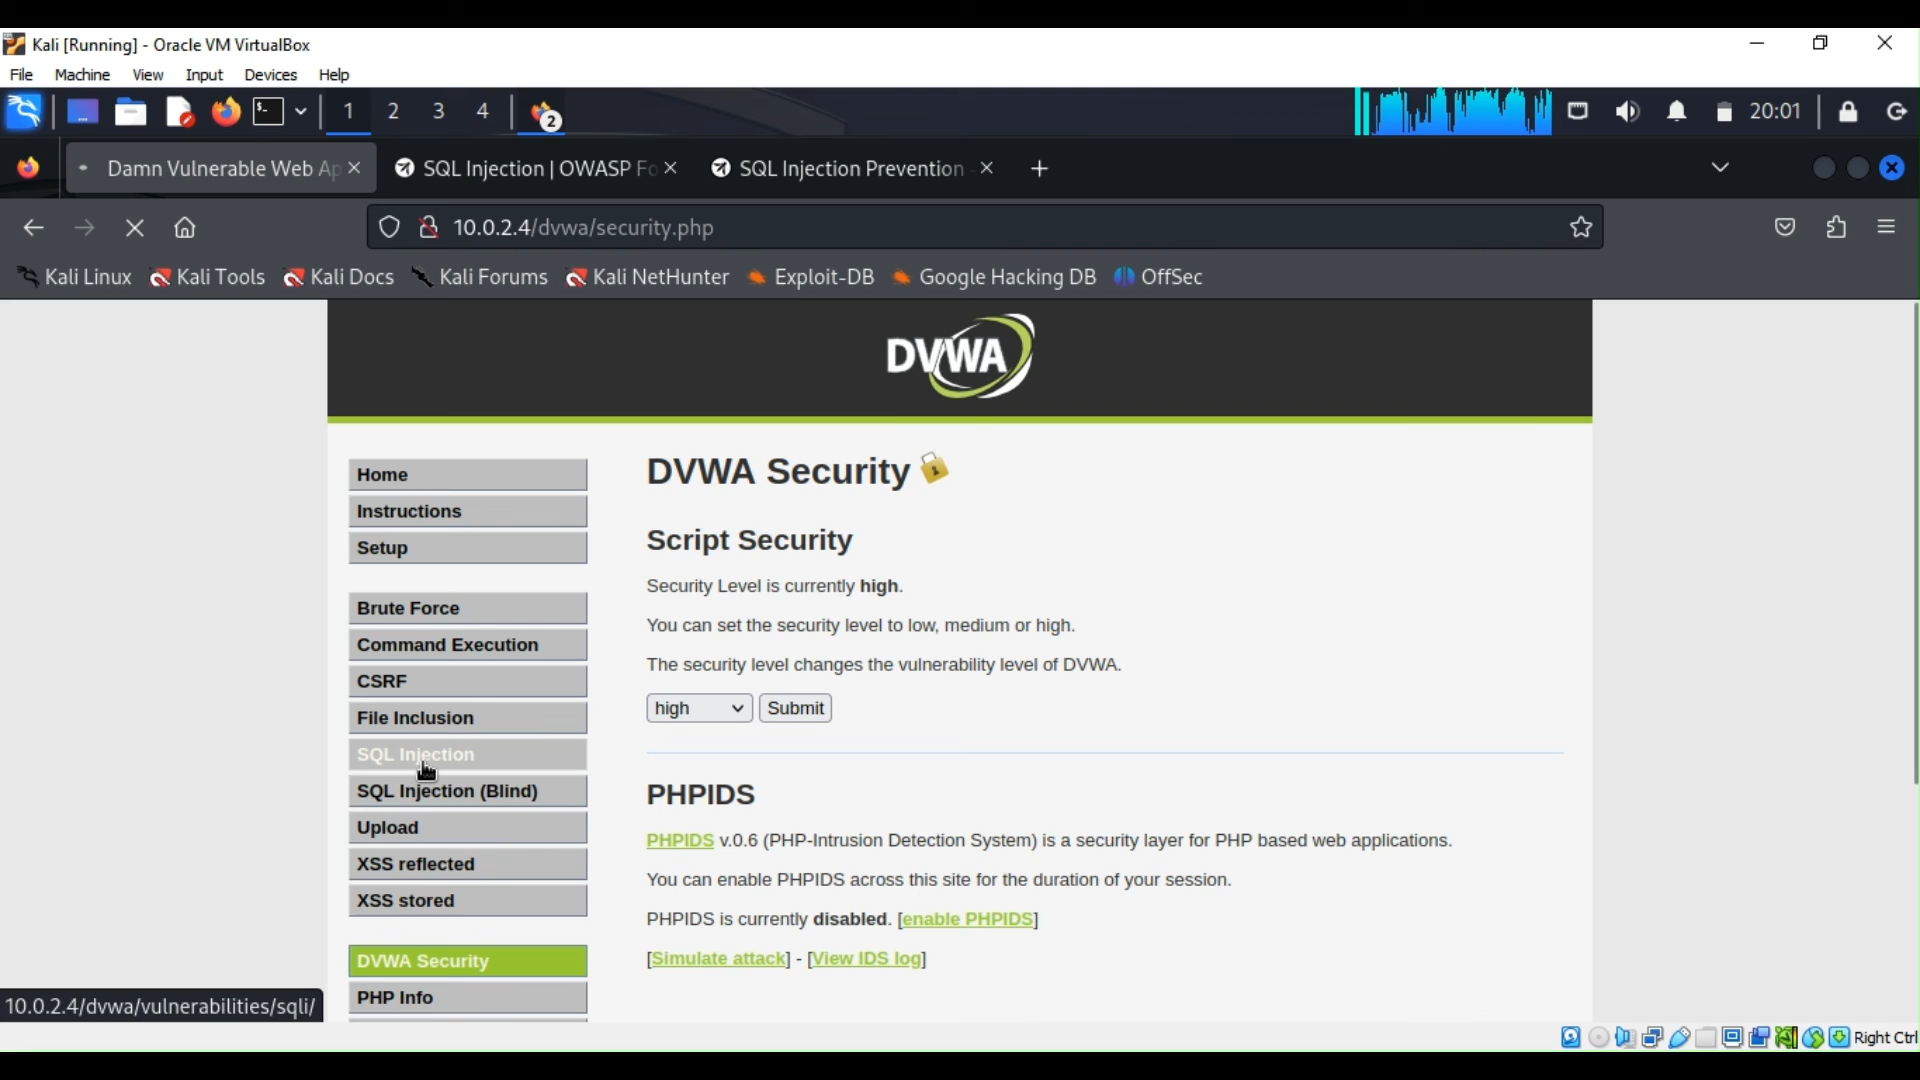 Kali [Running] - Oracle VM VirtualBox
File Machine View Input Devices Help
1 2 3 4 2 20:01
Damn Vulnerable Web Ap SQL Injection | OWASP Fo SQL Injection Prevention -
10.0.2.4/dvwa/security.php
Kali Linux Kali Tools Kali Docs Kali Forums Kali NetHunter Exploit-DB Google Hacking DB OffSec
DVWA
Home
Instructions
Setup
Brute Force
Command Execution
CSRF
File Inclusion
SQL Injection
SQL Injection (Blind)
Upload
XSS reflected
XSS stored
DVWA Security
PHP Info
DVWA Security
Script Security
Security Level is currently high.
You can set the security level to low, medium or high.
The security level changes the vulnerability level of DVWA.
high Submit
PHPIDS
PHPIDS v.0.6 (PHP-Intrusion Detection System) is a security layer for PHP based web applications.
You can enable PHPIDS across this site for the duration of your session.
PHPIDS is currently disabled. [enable PHPIDS]
[Simulate attack] - [View IDS log]
10.0.2.4/dvwa/vulnerabilities/sqli/
Right Ctrl